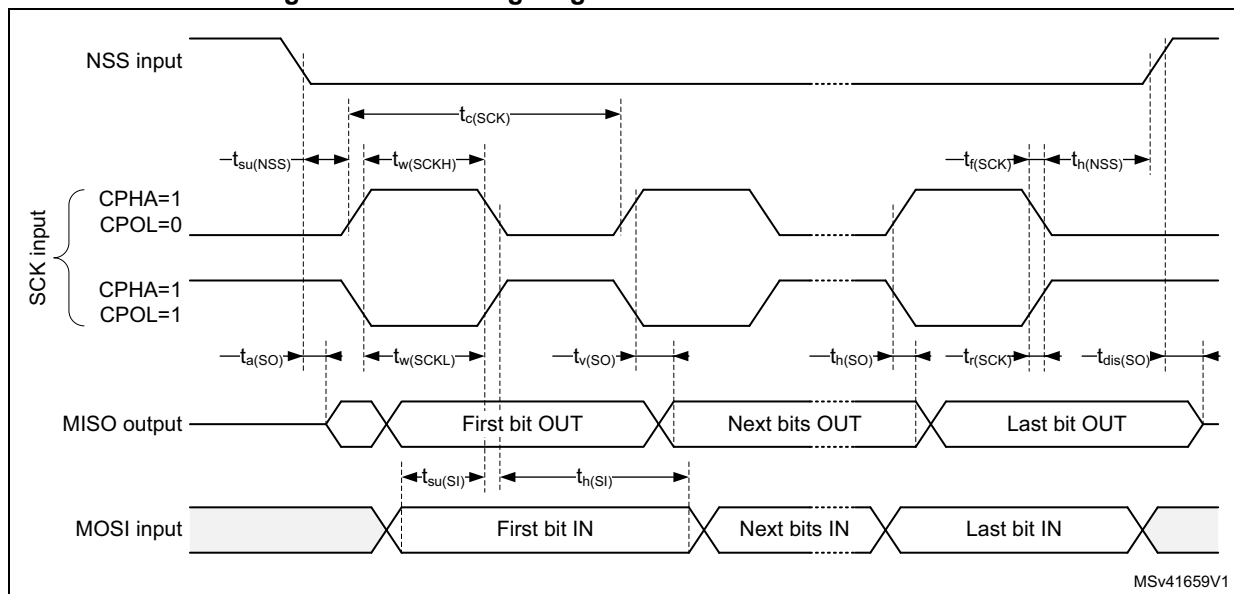 NSS input
tc(SCK)
tsu(NSS)
tw(SCKH)
tf(SCK)
th(NSS)
SCK input
CPHA=1
CPOL=0
CPHA=1
CPOL=1
ta(SO)
tw(SCKL)
tv(SO)
th(SO)
tr(SCK)
tdis(SO)
MISO output
First bit OUT
Next bits OUT
Last bit OUT
tsu(SI)
th(SI)
MOSI input
First bit IN
Next bits IN
Last bit IN
MSv41659V1